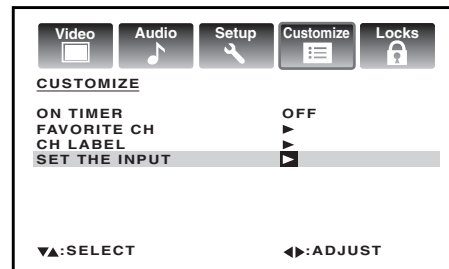 Video Audio Setup Customize Locks
CUSTOMIZE
ON TIMER OFF
FAVORITE CH ►
CH LABEL ►
SET THE INPUT ►
▼▲:SELECT ◄►:ADJUST